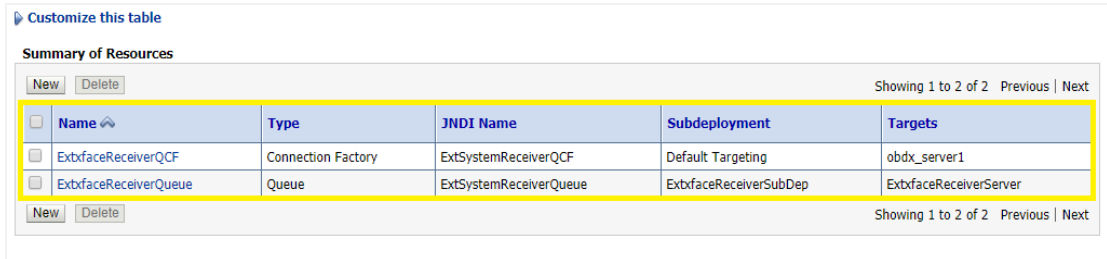 Customize this table
Summary of Resources
New Delete Showing 1 to 2 of 2 Previous | Next
Name Type JNDI Name Subdeployment Targets
ExtxfaceReceiverQCF Connection Factory ExtSystemReceiverQCF Default Targeting obdx_server1
ExtxfaceReceiverQueue Queue ExtSystemReceiverQueue ExtxfaceReceiverSubDep ExtxfaceReceiverServer
New Delete Showing 1 to 2 of 2 Previous | Next